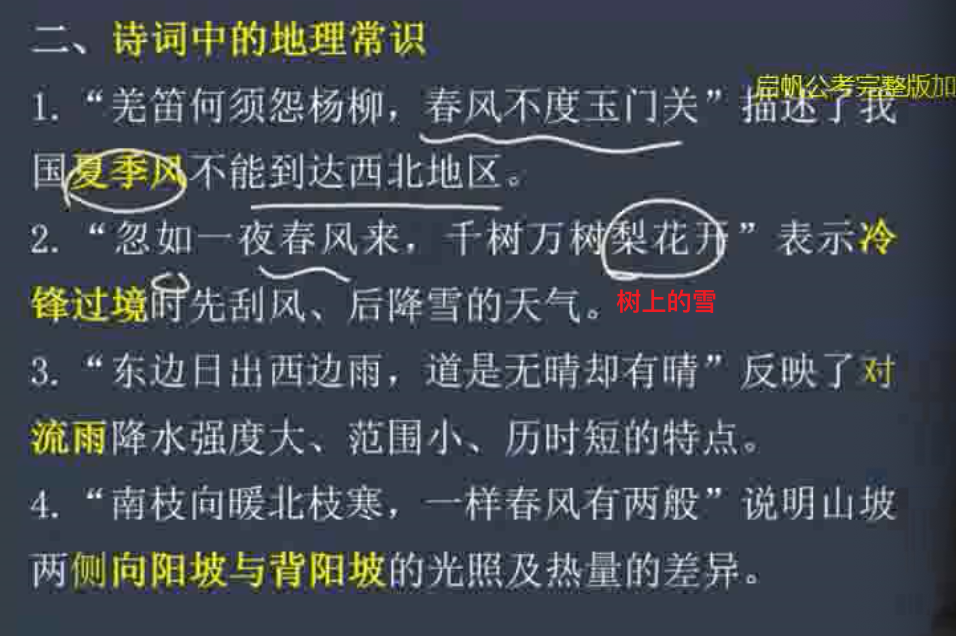 二、诗词中的地理常识
启帆公考完整版加
1. “羌笛何须怨杨柳，春风不度玉门关”描述了我
国夏季风不能到达西北地区。
2. “忽如一夜春风来，千树万树梨花开”表示冷
锋过境时先刮风、后降雪的天气。
树上的雪
3. “东边日出西边雨，道是无晴却有晴”反映了对
流雨降水强度大、范围小、历时短的特点。
4. “南枝向暖北枝寒，一样春风有两般”说明山坡
两侧向阳坡与背阳坡的光照及热量的差异。